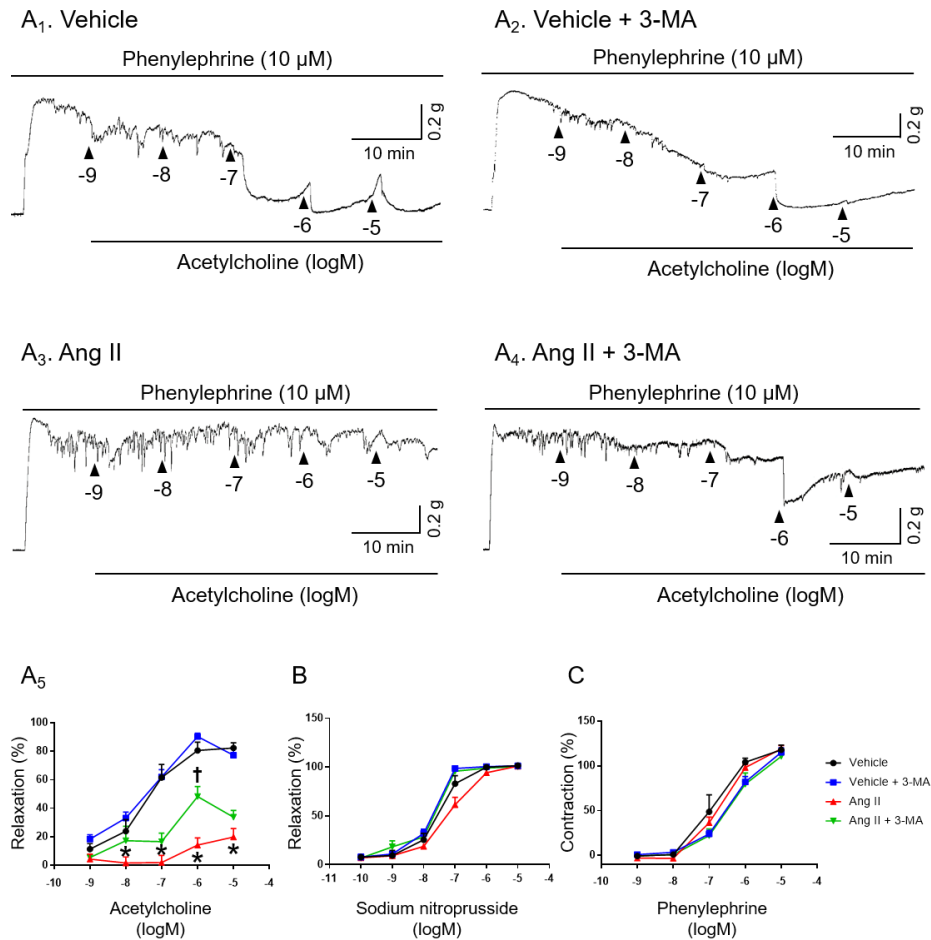 A1. Vehicle
Phenylephrine (10 µM)
0.2 g
10 min
-9
-8
-7
-6
-5
Acetylcholine (logM)
A2. Vehicle + 3-MA
Phenylephrine (10 µM)
0.2 g
10 min
-9
-8
-7
-6
-5
Acetylcholine (logM)
A3. Ang II
Phenylephrine (10 µM)
-9
-8
-7
-6
-5
0.2 g
10 min
Acetylcholine (logM)
A4. Ang II + 3-MA
Phenylephrine (10 µM)
-9
-8
-7
-6
-5
0.2 g
10 min
Acetylcholine (logM)
A5
Relaxation (%)
100
80
60
40
20
0
†
* * * *
-10 -9 -8 -7 -6 -5 -4
Acetylcholine
(logM)
B
Relaxation (%)
150
100
50
0
-11 -10 -9 -8 -7 -6 -5 -4
Sodium nitroprusside
(logM)
C
Contraction (%)
150
100
50
0
-10 -9 -8 -7 -6 -5 -4
Phenylephrine
(logM)
Vehicle
Vehicle + 3-MA
Ang II
Ang II + 3-MA